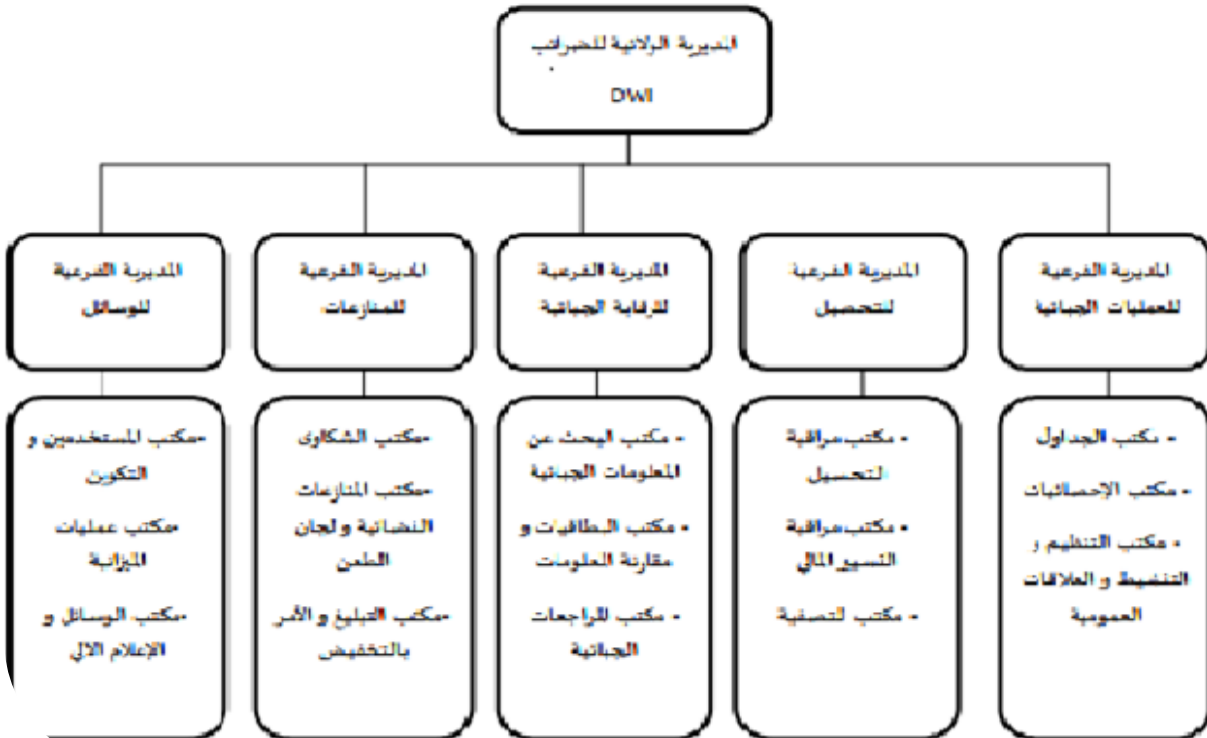 المديرية الولائية للضرائب
DWI
المديرية الفرعية
للعمليات الجبائية
المديرية الفرعية
للتحصيل
المديرية الفرعية
للرقابة الجبائية
المديرية الفرعية
للمنازعات
المديرية الفرعية
للوسائل
- مكتب الجداول
- مكتب الإحصائيات
- مكتب التنظيم و
التنشيط و العلاقات
العمومية
- مكتب مراقبة
التحصيل
- مكتب مراقبة
التسيير المالي
- مكتب التصفية
- مكتب البحث عن
المعلومات الجبائية
- مكتب البطاقيات و
مقارنة المعلومات
- مكتب المراجعات
الجبائية
-مكتب الشكاوى
-مكتب المنازعات
القضائية و لجان
الطعن
-مكتب التبليغ و الأمر
بالتخفيض
-مكتب المستخدمين و
التكوين
-مكتب عمليات
الميزانية
-مكتب الوسائل و
الإعلام الآلي